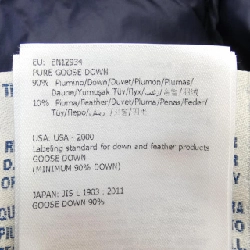 EU: EN12934
PURE GOOSE DOWN
90% Piumino/Down/Duvet/Plumón/Plumas/
Daune/Yumuşak Tüy/Пух/
10% Piuma/Feather/Duvet/Pluma/Penas/Feder/
Tüy/Перо/
USA: USA - 2000
Labeling standard for down and feather products
GOOSE DOWN
(MINIMUM 90% DOWN)
JAPAN: JIS L 1903 : 2011
GOOSE DOWN 90%